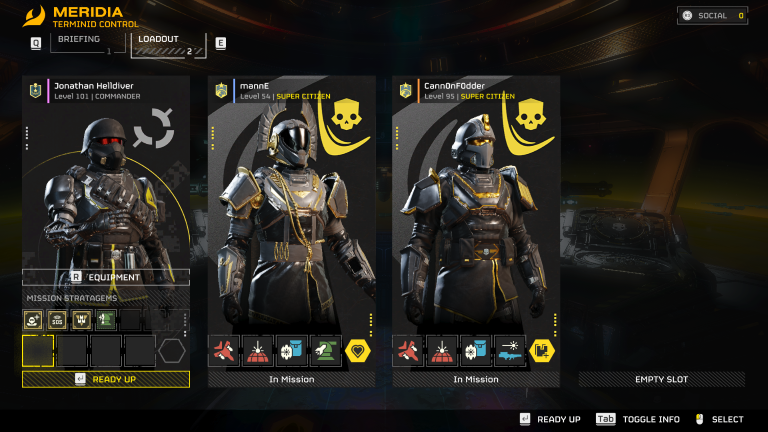 MERIDIA
TERMINID CONTROL
SOCIAL 0
Q BRIEFING 1 LOADOUT 2 E
Jonathan Helldiver
Level 101 | COMMANDER
mannE
Level 54 | SUPER CITIZEN
Cann0nF0dder
Level 95 | SUPER CITIZEN
R EQUIPMENT
MISSION STRATAGEMS
SOS
READY UP
In Mission
In Mission
EMPTY SLOT
READY UP
Tab TOGGLE INFO
SELECT